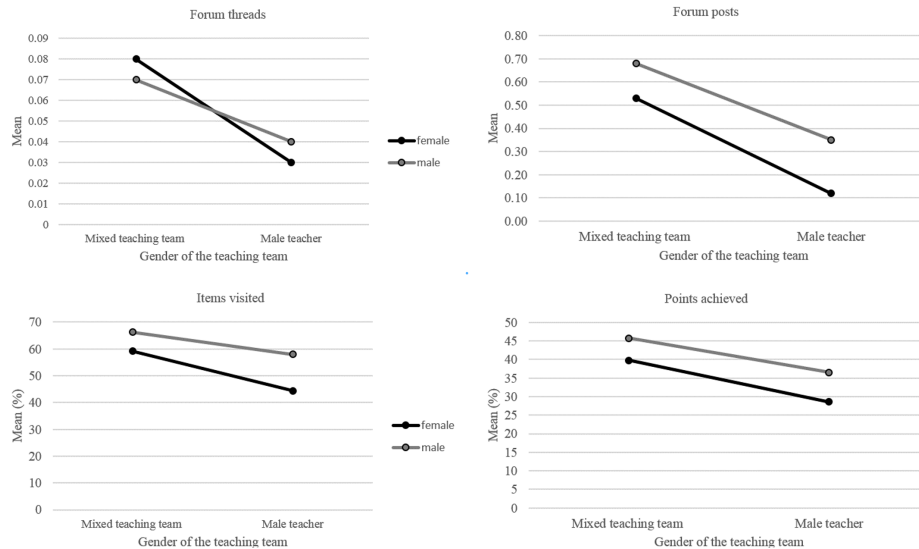 Forum threads
0.09
0.08
0.07
0.06
0.05
0.04
0.03
0.02
0.01
0
Mean
Mixed teaching team
Male teacher
Gender of the teaching team
female
male
Forum posts
0.80
0.70
0.60
0.50
0.40
0.30
0.20
0.10
0.00
Mean
Mixed teaching team
Male teacher
Gender of the teaching team
Items visited
70
60
50
40
30
20
10
0
Mean (%)
Mixed teaching team
Male teacher
Gender of the teaching team
female
male
Points achieved
50
45
40
35
30
25
20
15
10
5
0
Mean (%)
Mixed teaching team
Male teacher
Gender of the teaching team